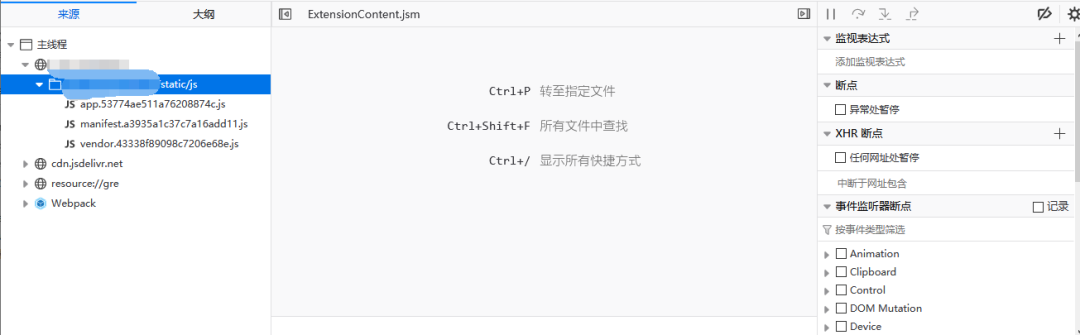 来源 大纲
主线程
static/js
app.53774ae511a76208874c.js
manifest.a3935a1c37c7a16add11.js
vendor.43338f89098c7206e68e.js
cdn.jsdelivr.net
resource://gre
Webpack
ExtensionContent.jsm
Ctrl+P 转至指定文件
Ctrl+Shift+F 所有文件中查找
Ctrl+/ 显示所有快捷方式
监视表达式
添加监视表达式
断点
异常处暂停
XHR 断点
任何网址处暂停
中断于网址包含
事件监听器断点 记录
按事件类型筛选
Animation
Clipboard
Control
DOM Mutation
Device